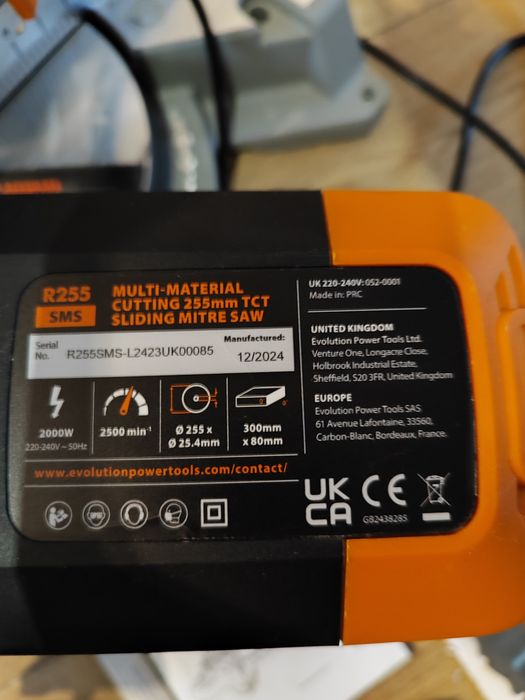 R255
SMS
MULTI-MATERIAL
CUTTING 255mm TCT
SLIDING MITRE SAW
Serial
No.
R255SMS-L2423UK00085
Manufactured:
12/2024
2000W
220-240V ~ 50Hz
2500 min⁻¹
Ø 255 x
Ø 25.4mm
300mm
x 80mm
www.evolutionpowertools.com/contact/
UK 220-240V: 052-0001
Made in: PRC
UNITED KINGDOM
Evolution Power Tools Ltd.
Venture One, Longacre Close,
Holbrook Industrial Estate,
Sheffield, S20 3FR, United Kingdom
EUROPE
Evolution Power Tools SAS
61 Avenue Lafontaine, 33560,
Carbon-Blanc, Bordeaux, France.
UK
CA
CE
GB2438285